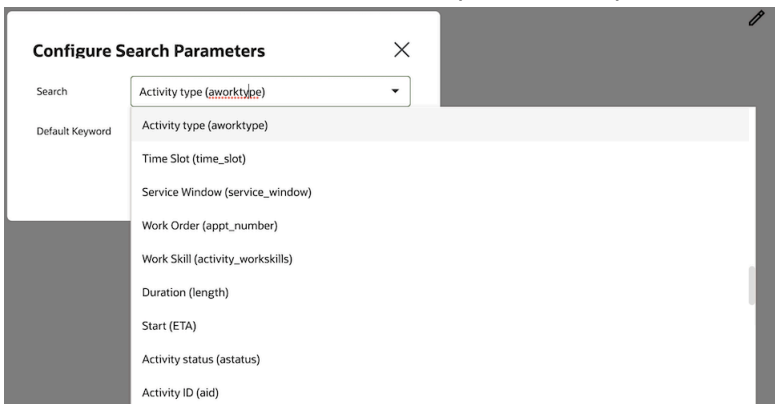 Configure Search Parameters
Search
Activity type (aworktype)
Default Keyword
Activity type (aworktype)
Time Slot (time_slot)
Service Window (service_window)
Work Order (appt_number)
Work Skill (activity_workskills)
Duration (length)
Start (ETA)
Activity status (astatus)
Activity ID (aid)